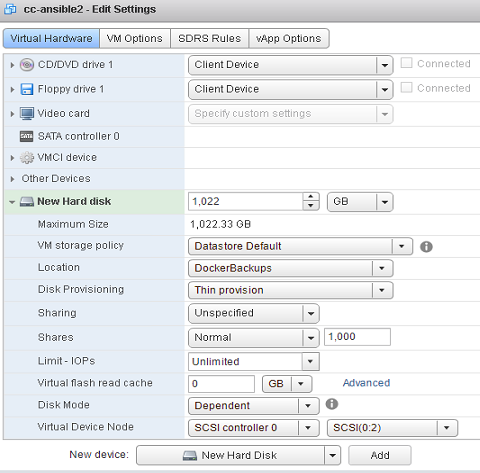 cc-ansible2 - Edit Settings
Virtual Hardware VM Options SDRS Rules vApp Options
CD/DVD drive 1 Client Device Connected
Floppy drive 1 Client Device Connected
Video card Specify custom settings
SATA SATA controller 0
VMCI device
Other Devices
New Hard disk 1,022 GB
Maximum Size 1,022.33 GB
VM storage policy Datastore Default
Location DockerBackups
Disk Provisioning Thin provision
Sharing Unspecified
Shares Normal 1,000
Limit - IOPs Unlimited
Virtual flash read cache 0 GB Advanced
Disk Mode Dependent
Virtual Device Node SCSI controller 0 SCSI(0:2)
New device: New Hard Disk Add